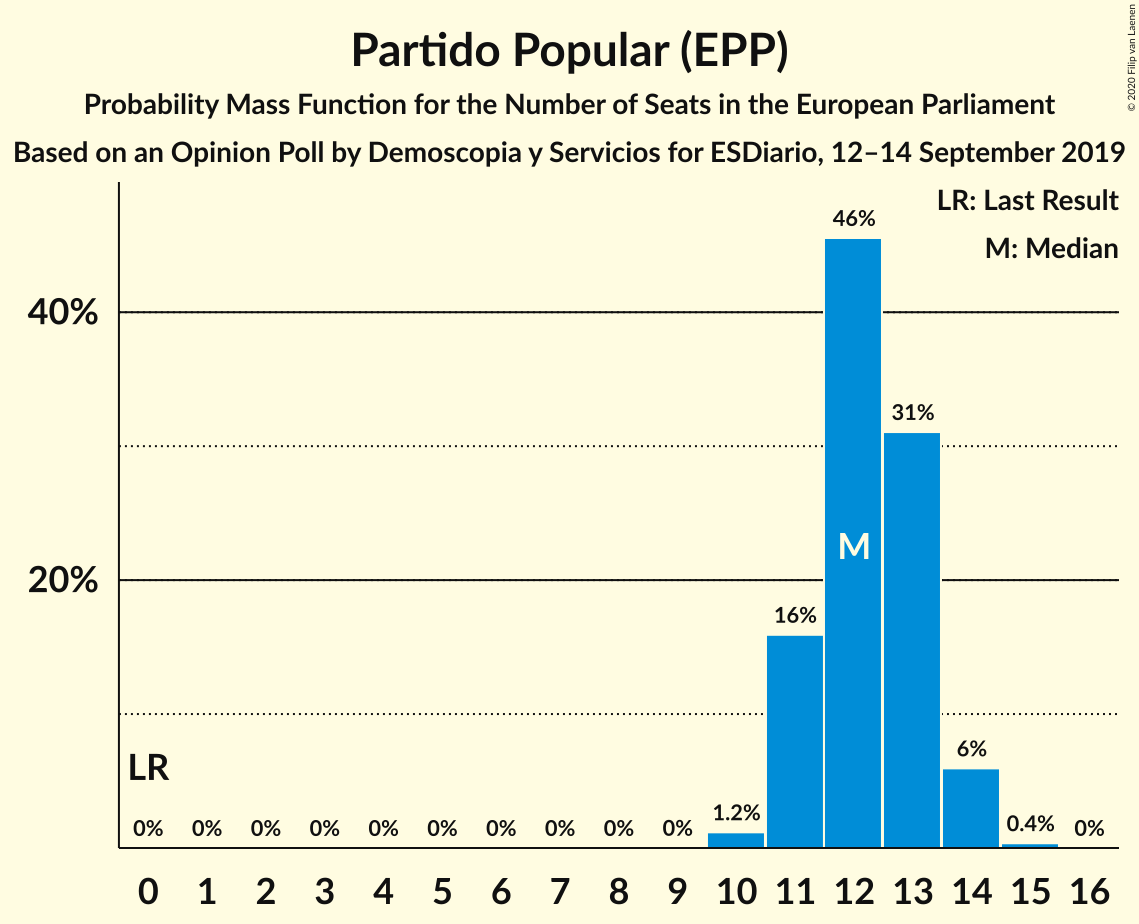 Partido Popular (EPP)
Probability Mass Function for the Number of Seats in the European Parliament
Based on an Opinion Poll by Demoscopia y Servicios for ESDiario, 12–14 September 2019
© 2020 Filip van Laenen
LR: Last Result
M: Median
46%
40%
31%
M
20%
16%
LR
6%
0% 0% 0% 0% 0% 0% 0% 0% 0% 0% 1.2% 0.4% 0%
0 1 2 3 4 5 6 7 8 9 10 11 12 13 14 15 16